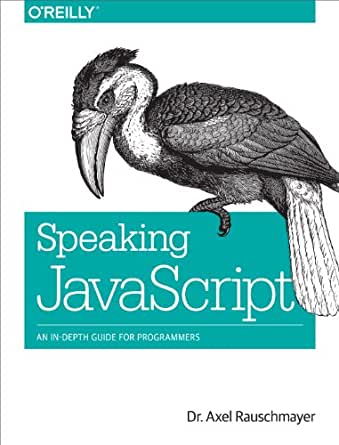 O'REILLY®
Speaking
JavaScript
AN IN-DEPTH GUIDE FOR PROGRAMMERS
Dr. Axel Rauschmayer